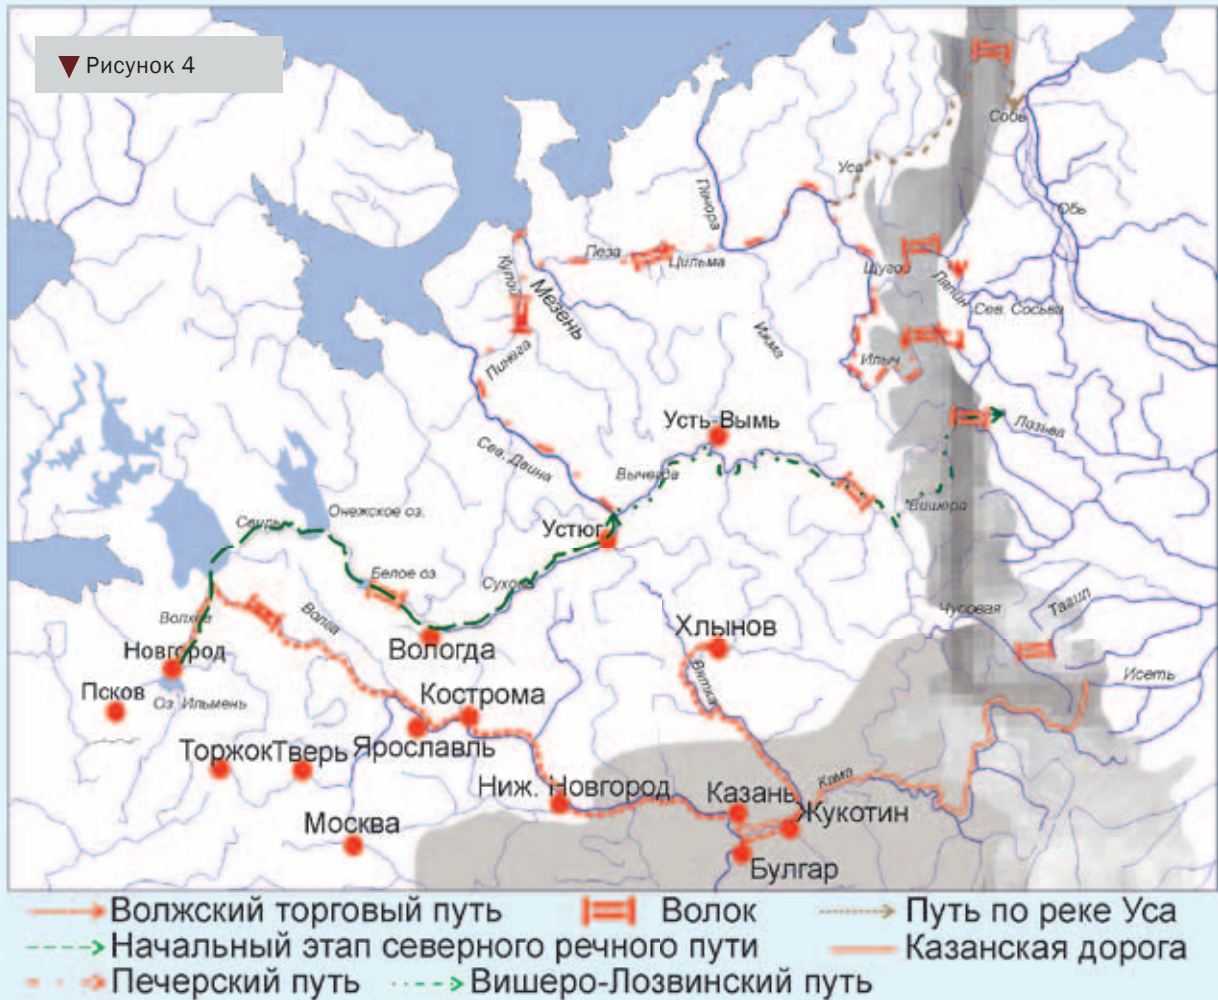 Рисунок 4
Собь
Уса
Печора
Обь
Пеза
Цильма
Щугор
Кулой
Мезень
Ляпин
Сев. Сосьва
Ижма
Пинега
Илыч
Усть-Вымь
Лозьва
Сев. Двина
Вычегда
Вишера
Онежское оз.
Свирь
Устюг
Белое оз
Сухона
Чусовая
Тагил
Волхов
Волга
Хлынов
Новгород
Вологда
Вятка
Исеть
Псков
Кострома
Оз Ильмень
Торжок
Тверь
Ярославль
Кама
Ниж. Новгород
Казань
Жукотин
Москва
Булгар
Волжский торговый путь
Волок
Путь по реке Уса
Начальный этап северного речного пути
Казанская дорога
Печерский путь
Вишеро-Лозвинский путь